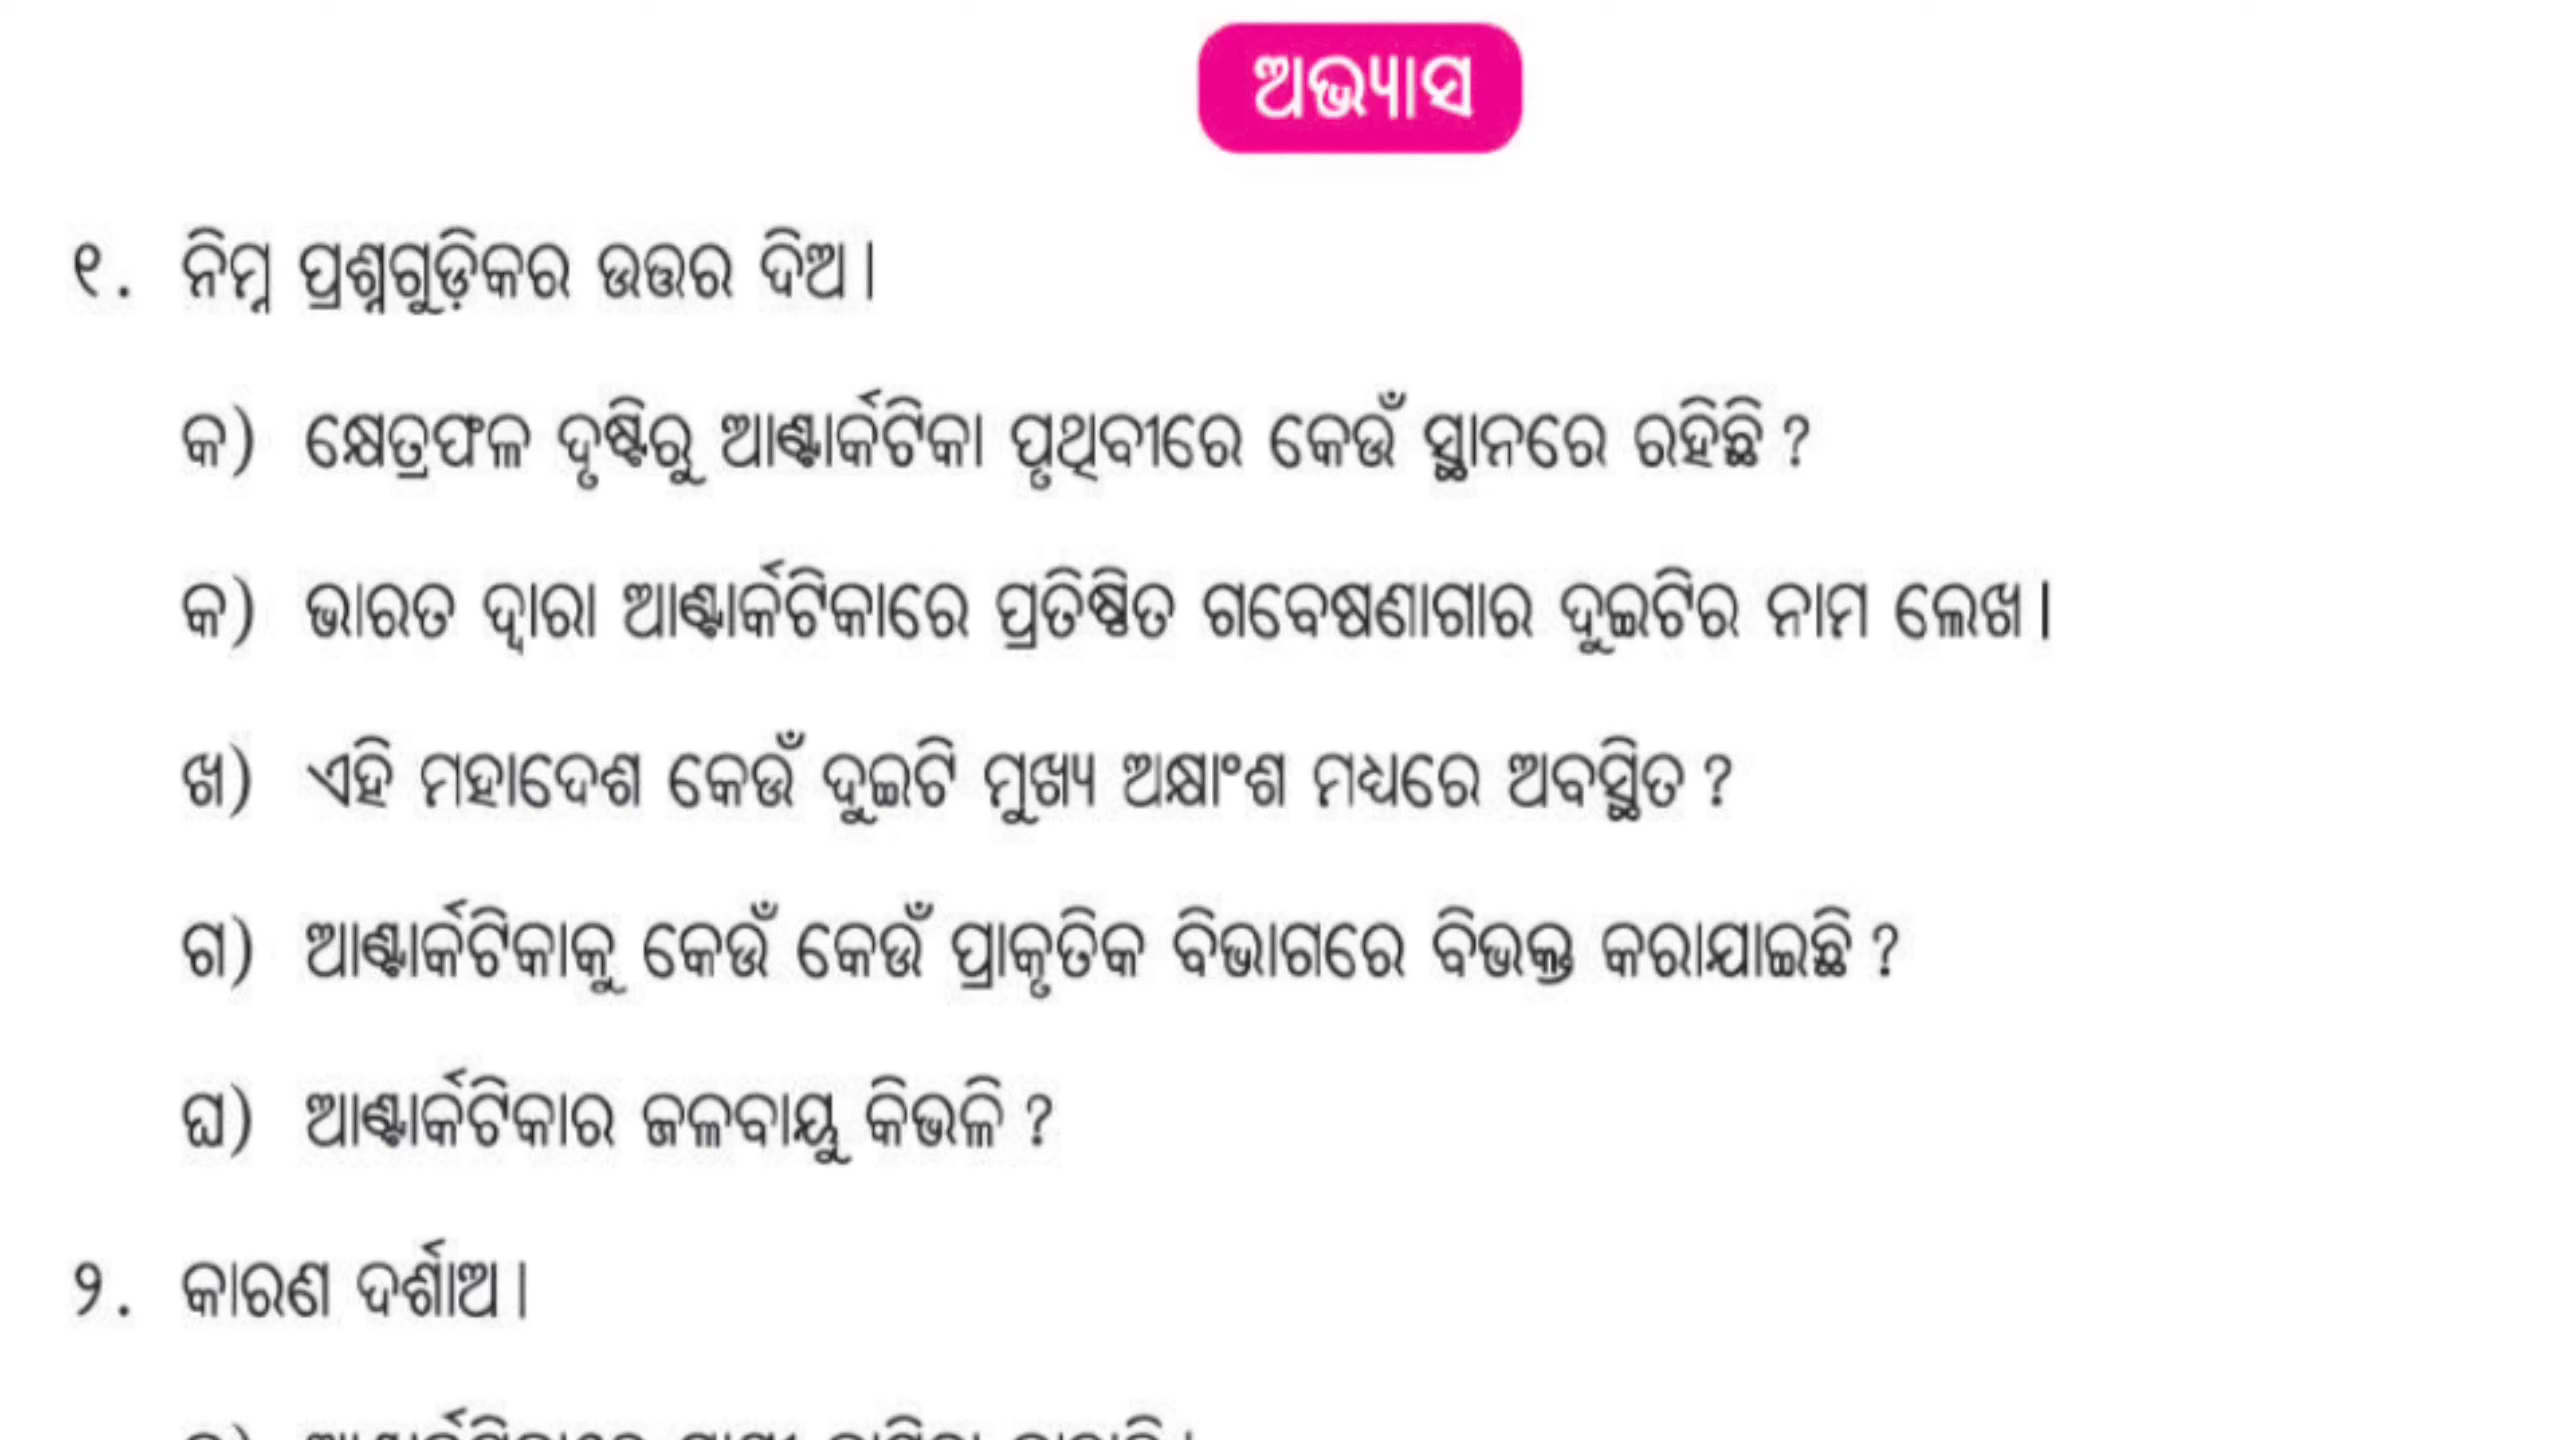 ଅଭ୍ୟାସ
୧. ନିମ୍ନ ପ୍ରଶ୍ନଗୁଡ଼ିକର ଉତ୍ତର ଦିଅ।
କ) କ୍ଷେତ୍ରଫଳ ଦୃଷ୍ଟିରୁ ଆଣ୍ଟାର୍କଟିକା ପୃଥିବୀରେ କେଉଁ ସ୍ଥାନରେ ରହିଛି ?
କ) ଭାରତ ଦ୍ୱାରା ଆଣ୍ଟାର୍କଟିକାରେ ପ୍ରତିଷ୍ଠିତ ଗବେଷଣାଗାର ଦୁଇଟିର ନାମ ଲେଖ।
ଖ) ଏହି ମହାଦେଶ କେଉଁ ଦୁଇଟି ମୁଖ୍ୟ ଅକ୍ଷାଂଶ ମଧ୍ୟରେ ଅବସ୍ଥିତ ?
ଗ) ଆଣ୍ଟାର୍କଟିକାକୁ କେଉଁ କେଉଁ ପ୍ରାକୃତିକ ବିଭାଗରେ ବିଭକ୍ତ କରାଯାଇଛି ?
ଘ) ଆଣ୍ଟାର୍କଟିକାର ଜଳବାୟୁ କିଭଳି ?
୨. କାରଣ ଦର୍ଶାଅ।